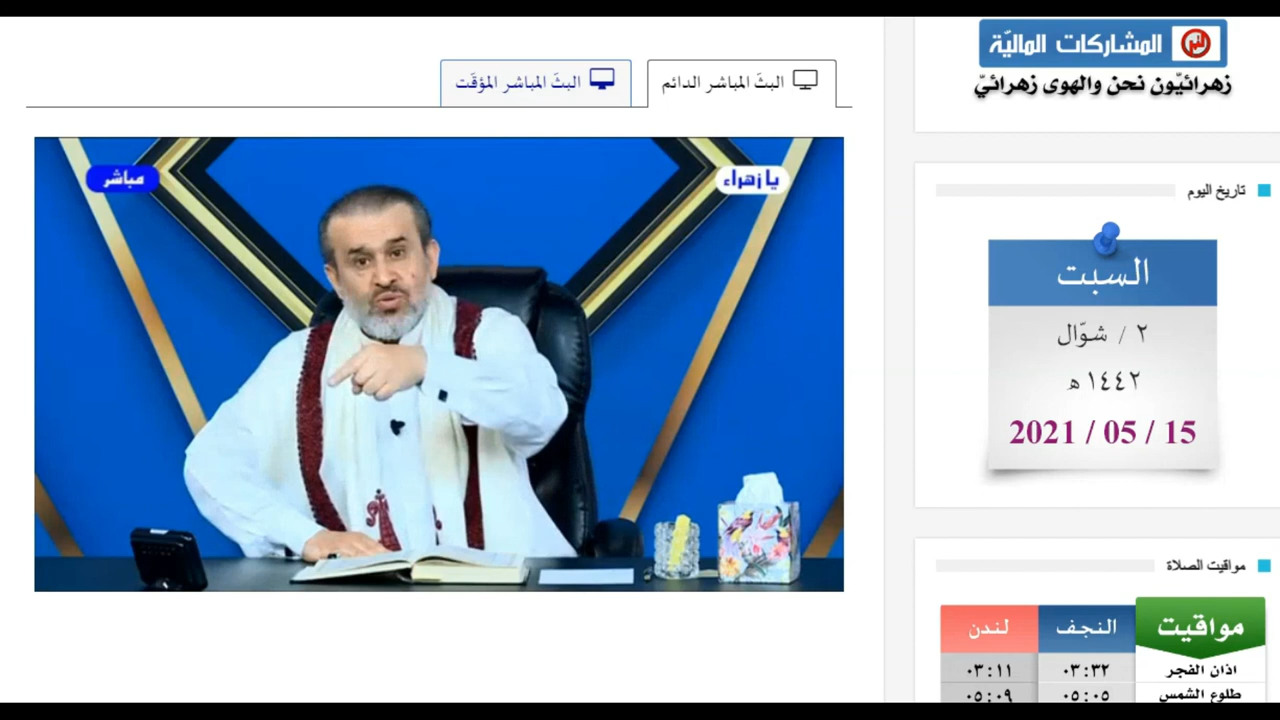 المشاركات الماليّة
زهرائيّون نحن والهوى زهرائيّ
البثّ المباشر الدائم
البثّ المباشر المؤقّت
يا زهراء
مباشر
تاريخ اليوم
السبت
٢ / شوّال
١٤٤٢ ه
2021 / 05 / 15
مواقيت الصلاة
مواقيت النجف لندن
اذان الفجر ٠٣:٣٢ ٠٣:١١
طلوع الشمس ٠٥:٠٥ ٠٥:٠٩